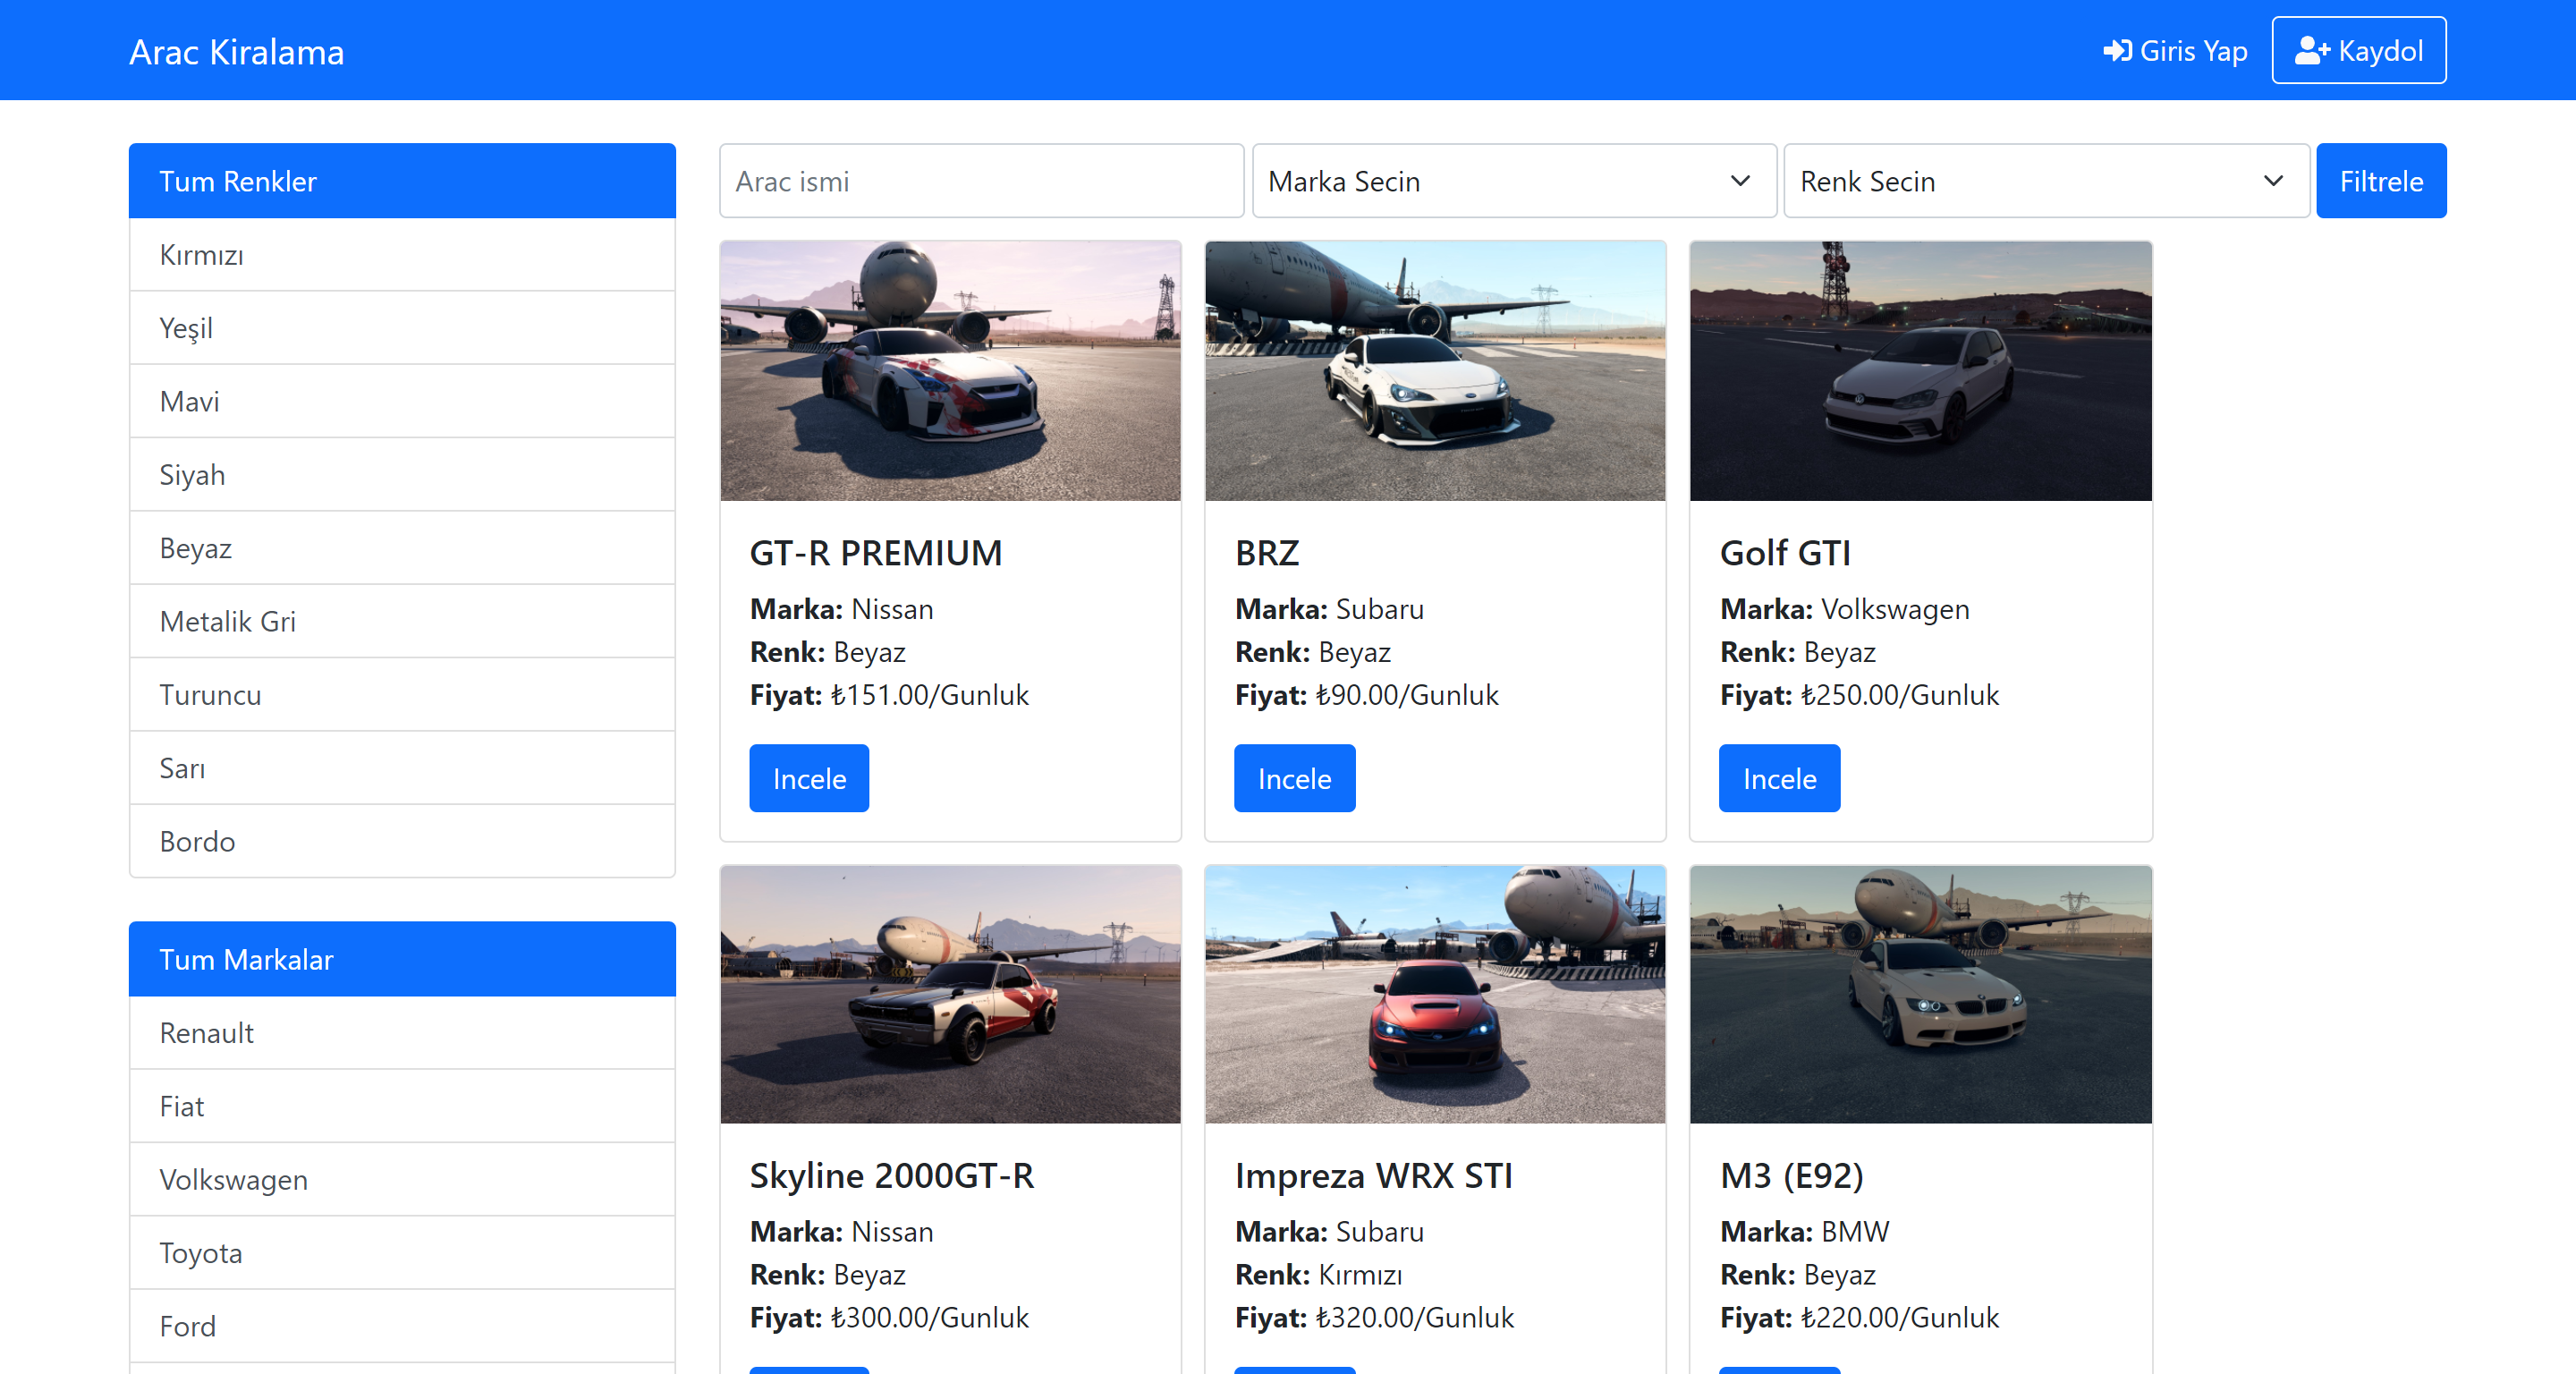 Arac Kiralama
Giris Yap
Kaydol
Tum Renkler
Kırmızı
Yeşil
Mavi
Siyah
Beyaz
Metalik Gri
Turuncu
Sarı
Bordo
Tum Markalar
Renault
Fiat
Volkswagen
Toyota
Ford
Arac ismi
Marka Secin
Renk Secin
Filtrele
GT-R PREMIUM
Marka: Nissan
Renk: Beyaz
Fiyat: ₺151.00/Gunluk
Incele
BRZ
Marka: Subaru
Renk: Beyaz
Fiyat: ₺90.00/Gunluk
Incele
Golf GTI
Marka: Volkswagen
Renk: Beyaz
Fiyat: ₺250.00/Gunluk
Incele
Skyline 2000GT-R
Marka: Nissan
Renk: Beyaz
Fiyat: ₺300.00/Gunluk
Impreza WRX STI
Marka: Subaru
Renk: Kırmızı
Fiyat: ₺320.00/Gunluk
M3 (E92)
Marka: BMW
Renk: Beyaz
Fiyat: ₺220.00/Gunluk